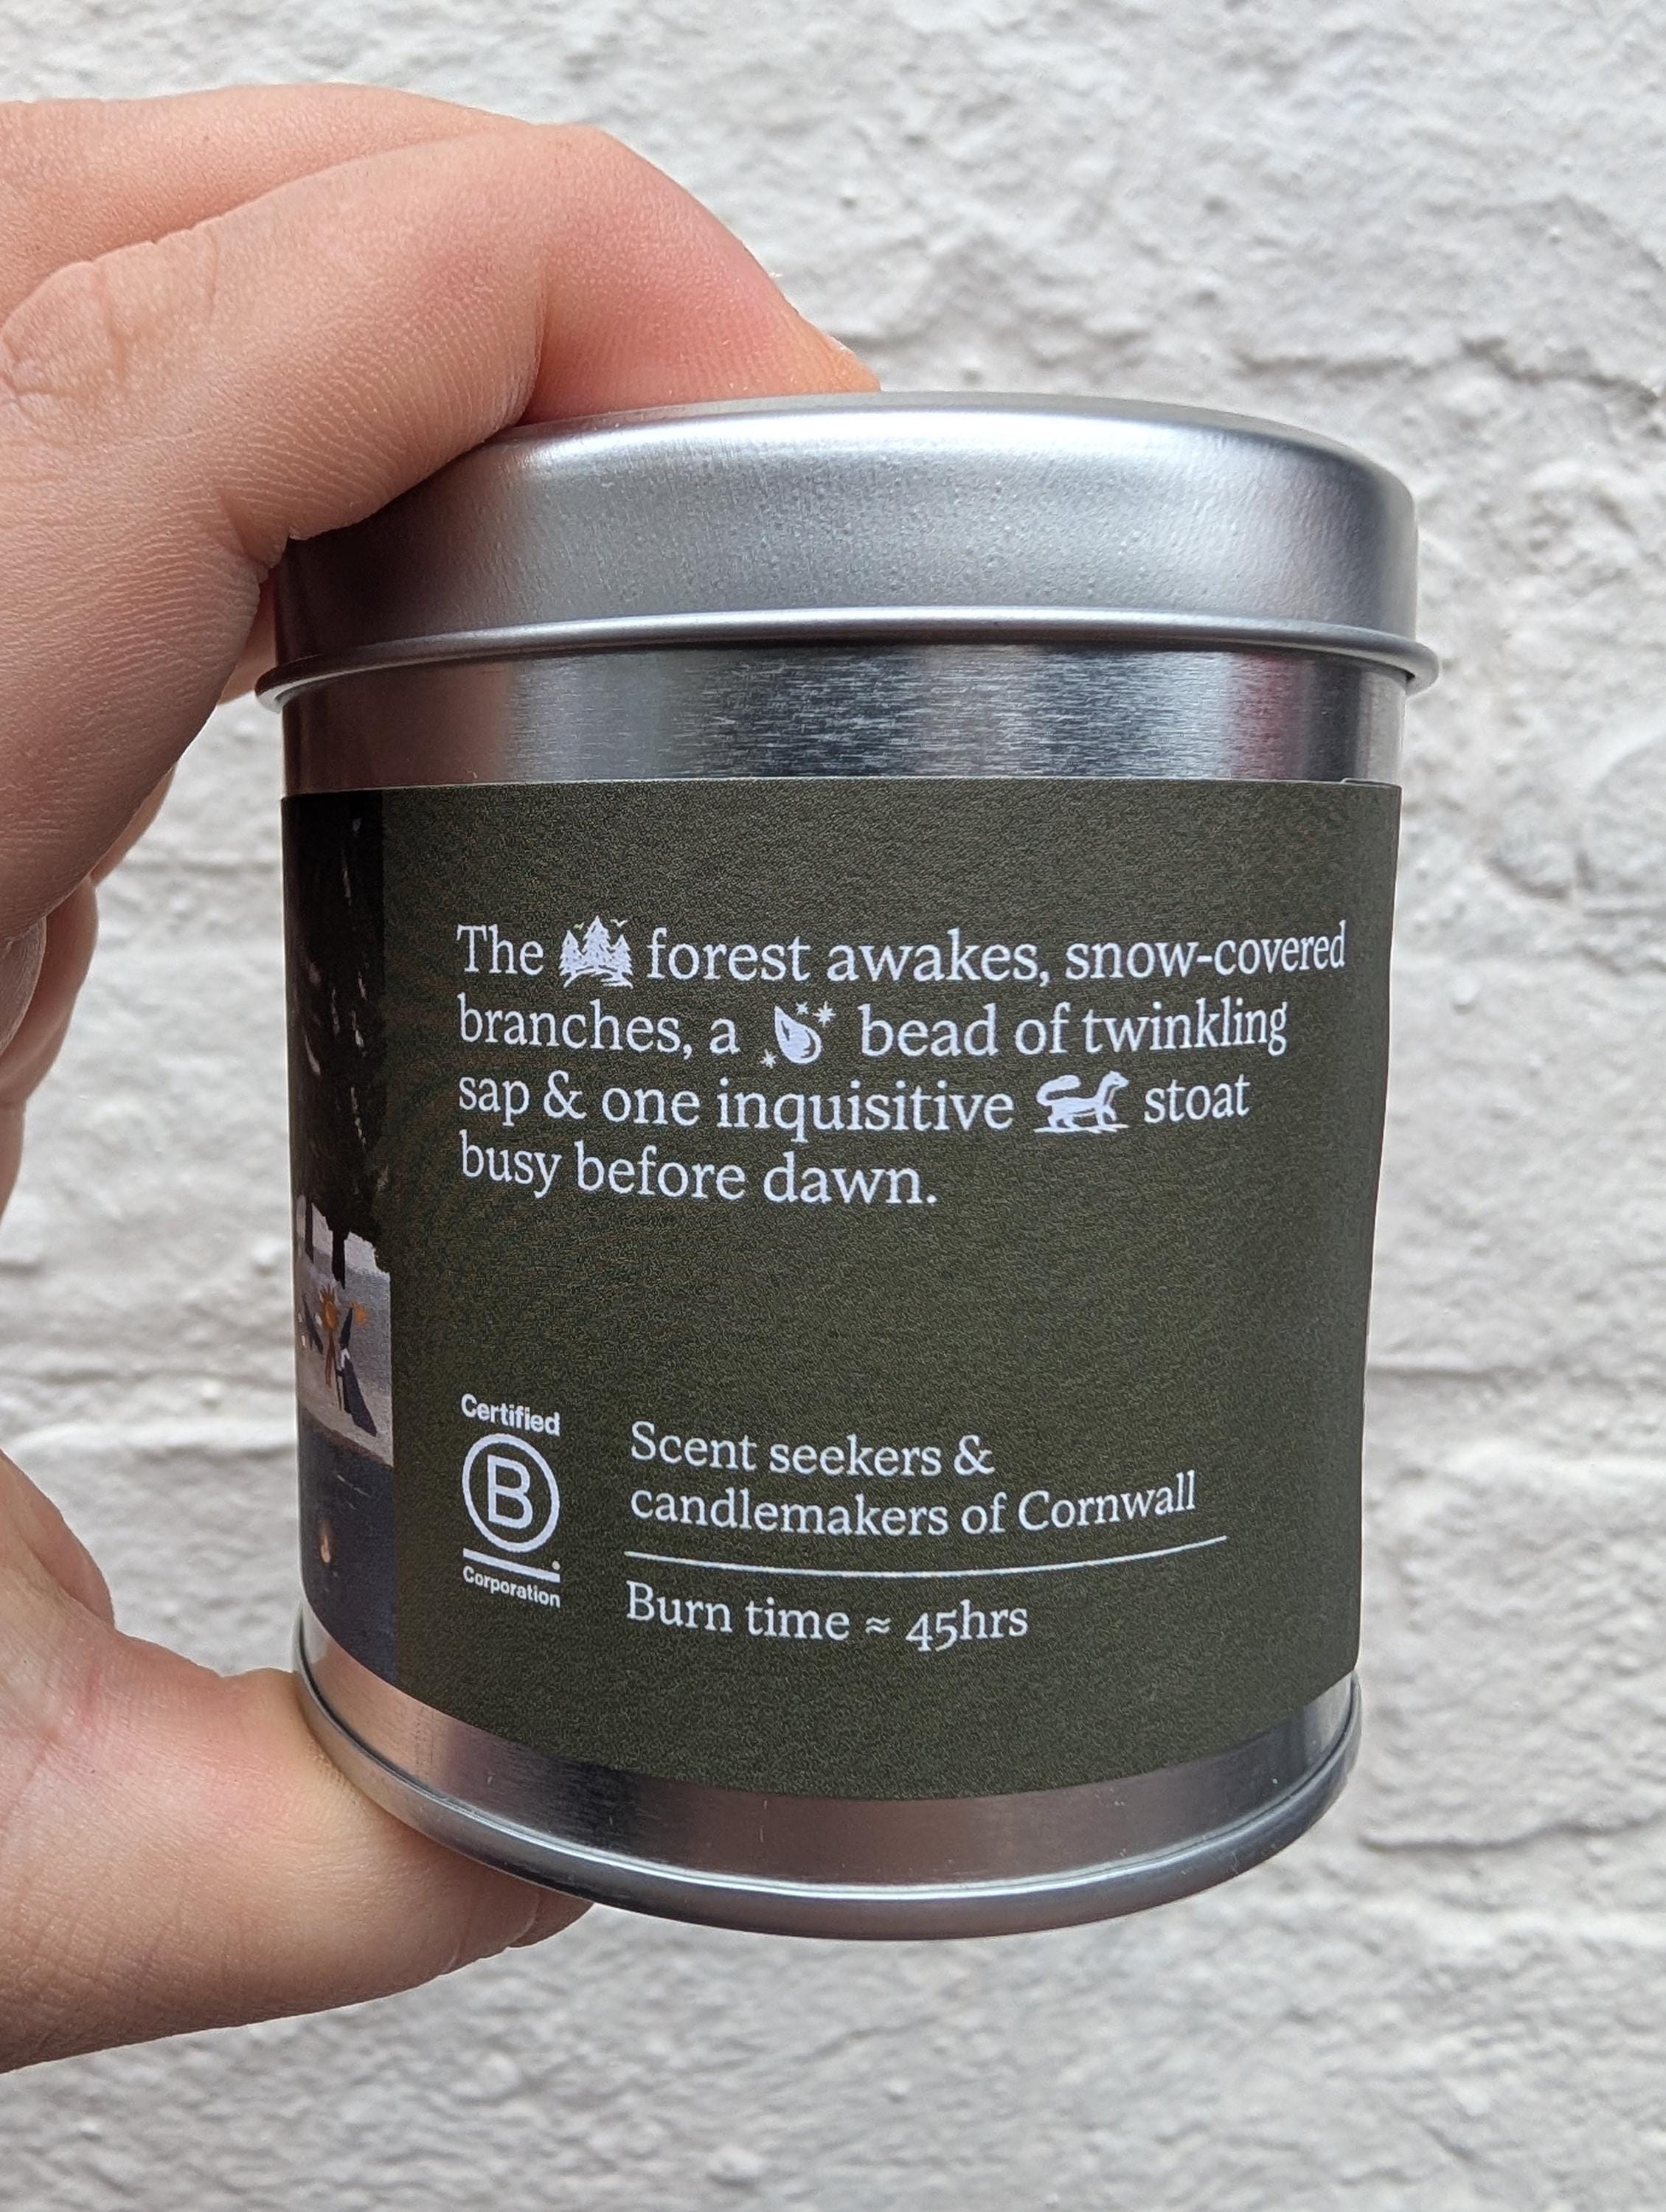 The forest awakes, snow-covered
branches, a bead of twinkling
sap & one inquisitive stoat
busy before dawn.
Certified
B
Corporation
Scent seekers &
candlemakers of Cornwall
Burn time ≈ 45hrs